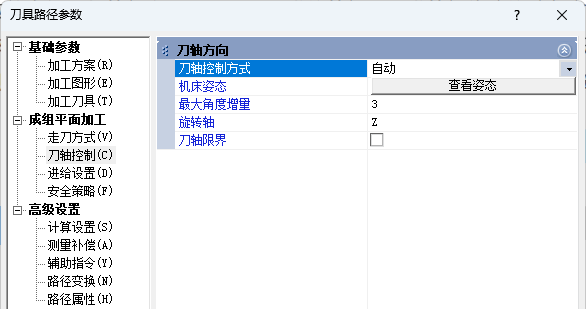 刀具路径参数
基础参数
加工方案(R)
加工图形(E)
加工刀具(T)
成组平面加工
走刀方式(V)
刀轴控制(C)
进给设置(D)
安全策略(F)
高级设置
计算设置(S)
测量补偿(A)
辅助指令(Y)
路径变换(N)
路径属性(H)
刀轴方向
刀轴控制方式 自动
机床姿态 查看姿态
最大角度增量 3
旋转轴 Z
刀轴限界